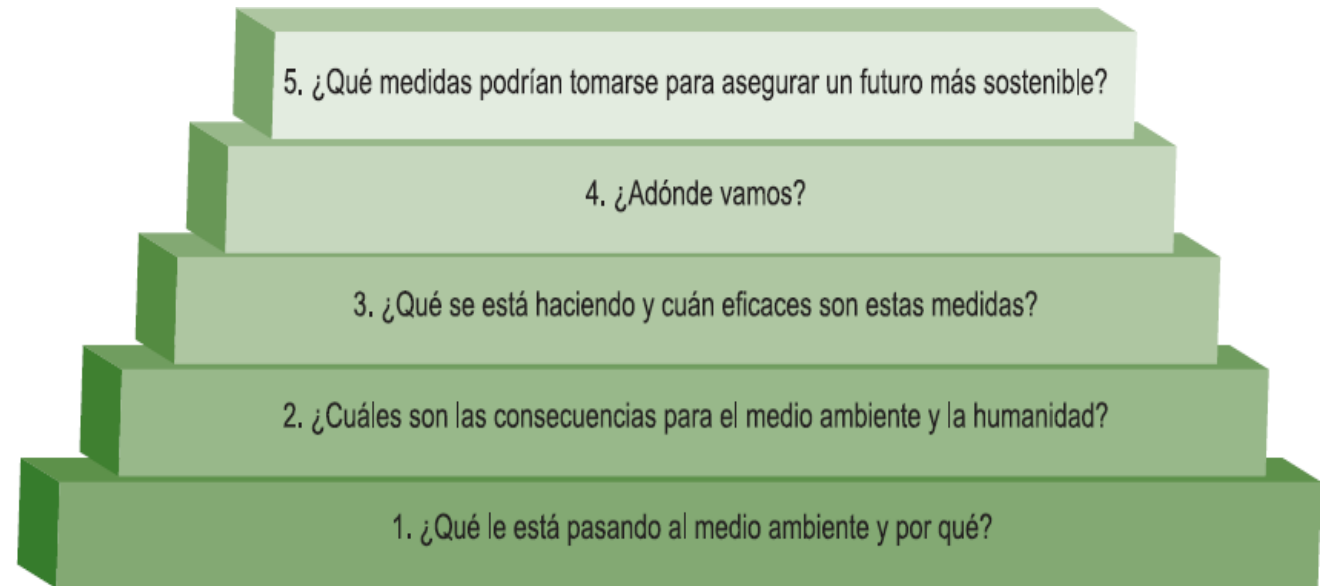 5. ¿Qué medidas podrían tomarse para asegurar un futuro más sostenible?
4. ¿Adónde vamos?
3. ¿Qué se está haciendo y cuán eficaces son estas medidas?
2. ¿Cuáles son las consecuencias para el medio ambiente y la humanidad?
1. ¿Qué le está pasando al medio ambiente y por qué?